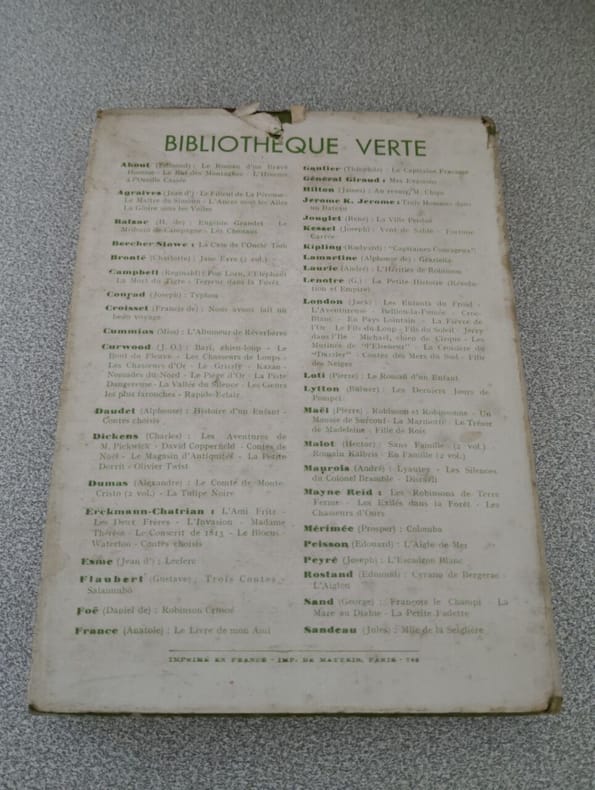 BIBLIOTHÈQUE VERTE
About (Edmond) : Le Roman d'un Brave
Homme - Le Roi des Montagnes - L'Homme
à l'Oreille Cassée
Agraives (Jean d') : Le Filleul de La Pérouse -
Le Maître du Simoun - L'Aviso sous les Ailes
La Gloire sous les Voiles
Balzac (H. de) : Eugénie Grandet - Le
Médecin de Campagne - Les Chouans
Beecher Stowe : La Case de l'Oncle Tom
Brontë (Charlotte) : Jane Eyre (2 vol.)
Campbell (Reginald) : Poo Lorn, l'Éléphant
La Mort du Tigre - Terreur dans la Forêt
Conrad (Joseph) : Typhon
Croisset (Francis de) : Nous avons fait un
beau voyage
Cummins (Miss) : L'Allumeur de Réverbères
Curwood (J. O.) : Bari, chien-loup - Le
Bout du Fleuve - Les Chasseurs de Loups -
Les Chasseurs d'Or - Le Grizzly - Kazan -
Nomades du Nord - Le Piège d'Or - La Piste
Dangereuse - La Vallée du Silence - Les Cœurs
les plus farouches - Rapide-Eclair
Daudet (Alphonse) : Histoire d'un Enfant -
Contes choisis
Dickens (Charles) : Les Aventures de
M. Pickwick - David Copperfield - Contes de
Noël - Le Magasin d'Antiquités - La Petite
Dorrit - Olivier Twist
Dumas (Alexandre) : Le Comte de Monte-
Cristo (2 vol.) - La Tulipe Noire
Erckmann-Chatrian : L'Ami Fritz -
Les Deux Frères - L'Invasion - Madame
Thérèse - Le Conscrit de 1813 - Le Blocus -
Waterloo - Contes choisis
Esme (Jean d') : Leclerc
Flaubert (Gustave) : Trois Contes -
Salammbô
Foë (Daniel de) : Robinson Crusoé
France (Anatole) : Le Livre de mon Ami
Gautier (Théophile) : Le Capitaine Fracasse
Général Giraud : Mes Evasions
Hilton (James) : Au revoir, M. Chips
Jerome K. Jerome : Trois Hommes dans
un Bateau
Jouglet (René) : La Ville Perdue
Kessel (Joseph) : Vent de Sable - Fortune
Carrée
Kipling (Rudyard) : "Capitaines Courageux"
Lamartine (Alphonse de) : Graziella
Laurie (André) : L'Héritier de Robinson
Lenotre (G.) : La Petite Histoire (Révolu-
tion et Empire)
London (Jack) : Les Enfants du Froid -
L'Aventureuse - Bellion-la-Fumée - Croc-
Blanc - En Pays Lointain - La Fièvre de
l'Or - Le Fils du Loup - Fils du Soleil - Jerry
dans l'Ile - Michaël, chien de Cirque - Les
Mutinés de "l'Elseneur" - La Croisière du
"Dazzler" - Contes des Mers du Sud - Fille
des Neiges
Loti (Pierre) : Le Roman d'un Enfant
Lytton (Bulwer) : Les Derniers Jours de
Pompéi
Maël (Pierre) : Robinson et Robinsonne - Un
Mousse de Surcouf - La Marmotte - Le Trésor
de Madeleine - Fille de Rois
Malot (Hector) : Sans Famille (2 vol.)
Romain Kalbris - En Famille (2 vol.)
Maurois (André) : Lyautey - Les Silences
du Colonel Bramble - Disraëli
Mayne Reid : Les Robinsons de Terre
Ferme - Les Exilés dans la Forêt - Les
Chasseurs d'Ours
Mérimée (Prosper) : Colomba
Peisson (Edouard) : L'Aigle de Mer
Peyré (Joseph) : L'Escadron Blanc
Rostand (Edmond) : Cyrano de Bergerac -
L'Aiglon
Sand (George) : François le Champi - La
Mare au Diable - La Petite Fadette
Sandeau (Jules) : Mlle de la Seiglière
IMPRIMÉ EN FRANCE - IMP. DE MATTEIS, PARIS -